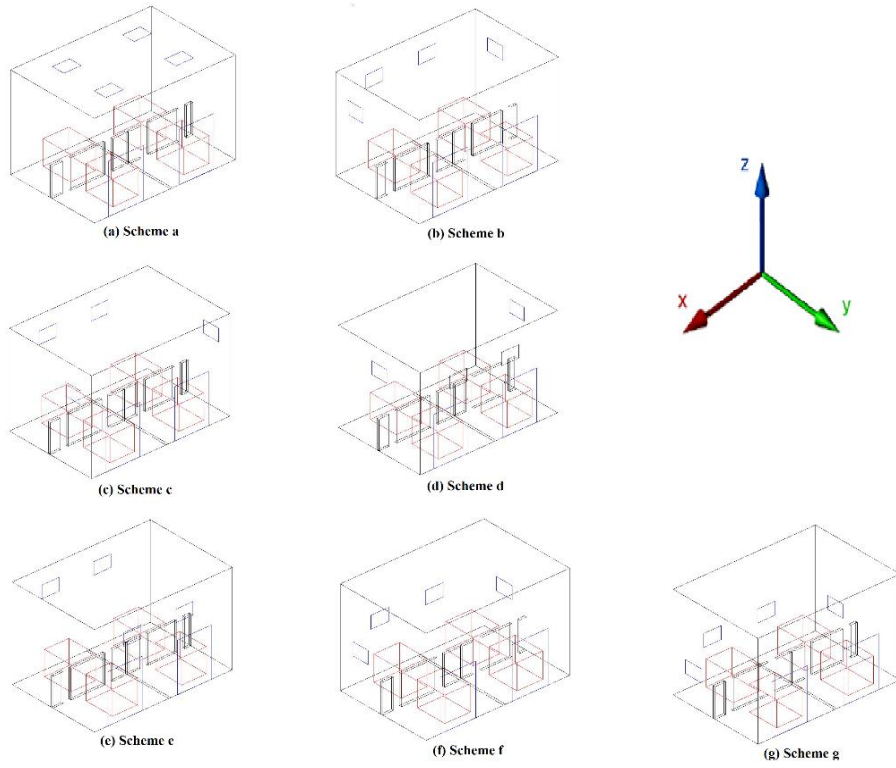 (a) Scheme a
(b) Scheme b
z
x
y
(c) Scheme c
(d) Scheme d
(e) Scheme e
(f) Scheme f
(g) Scheme g